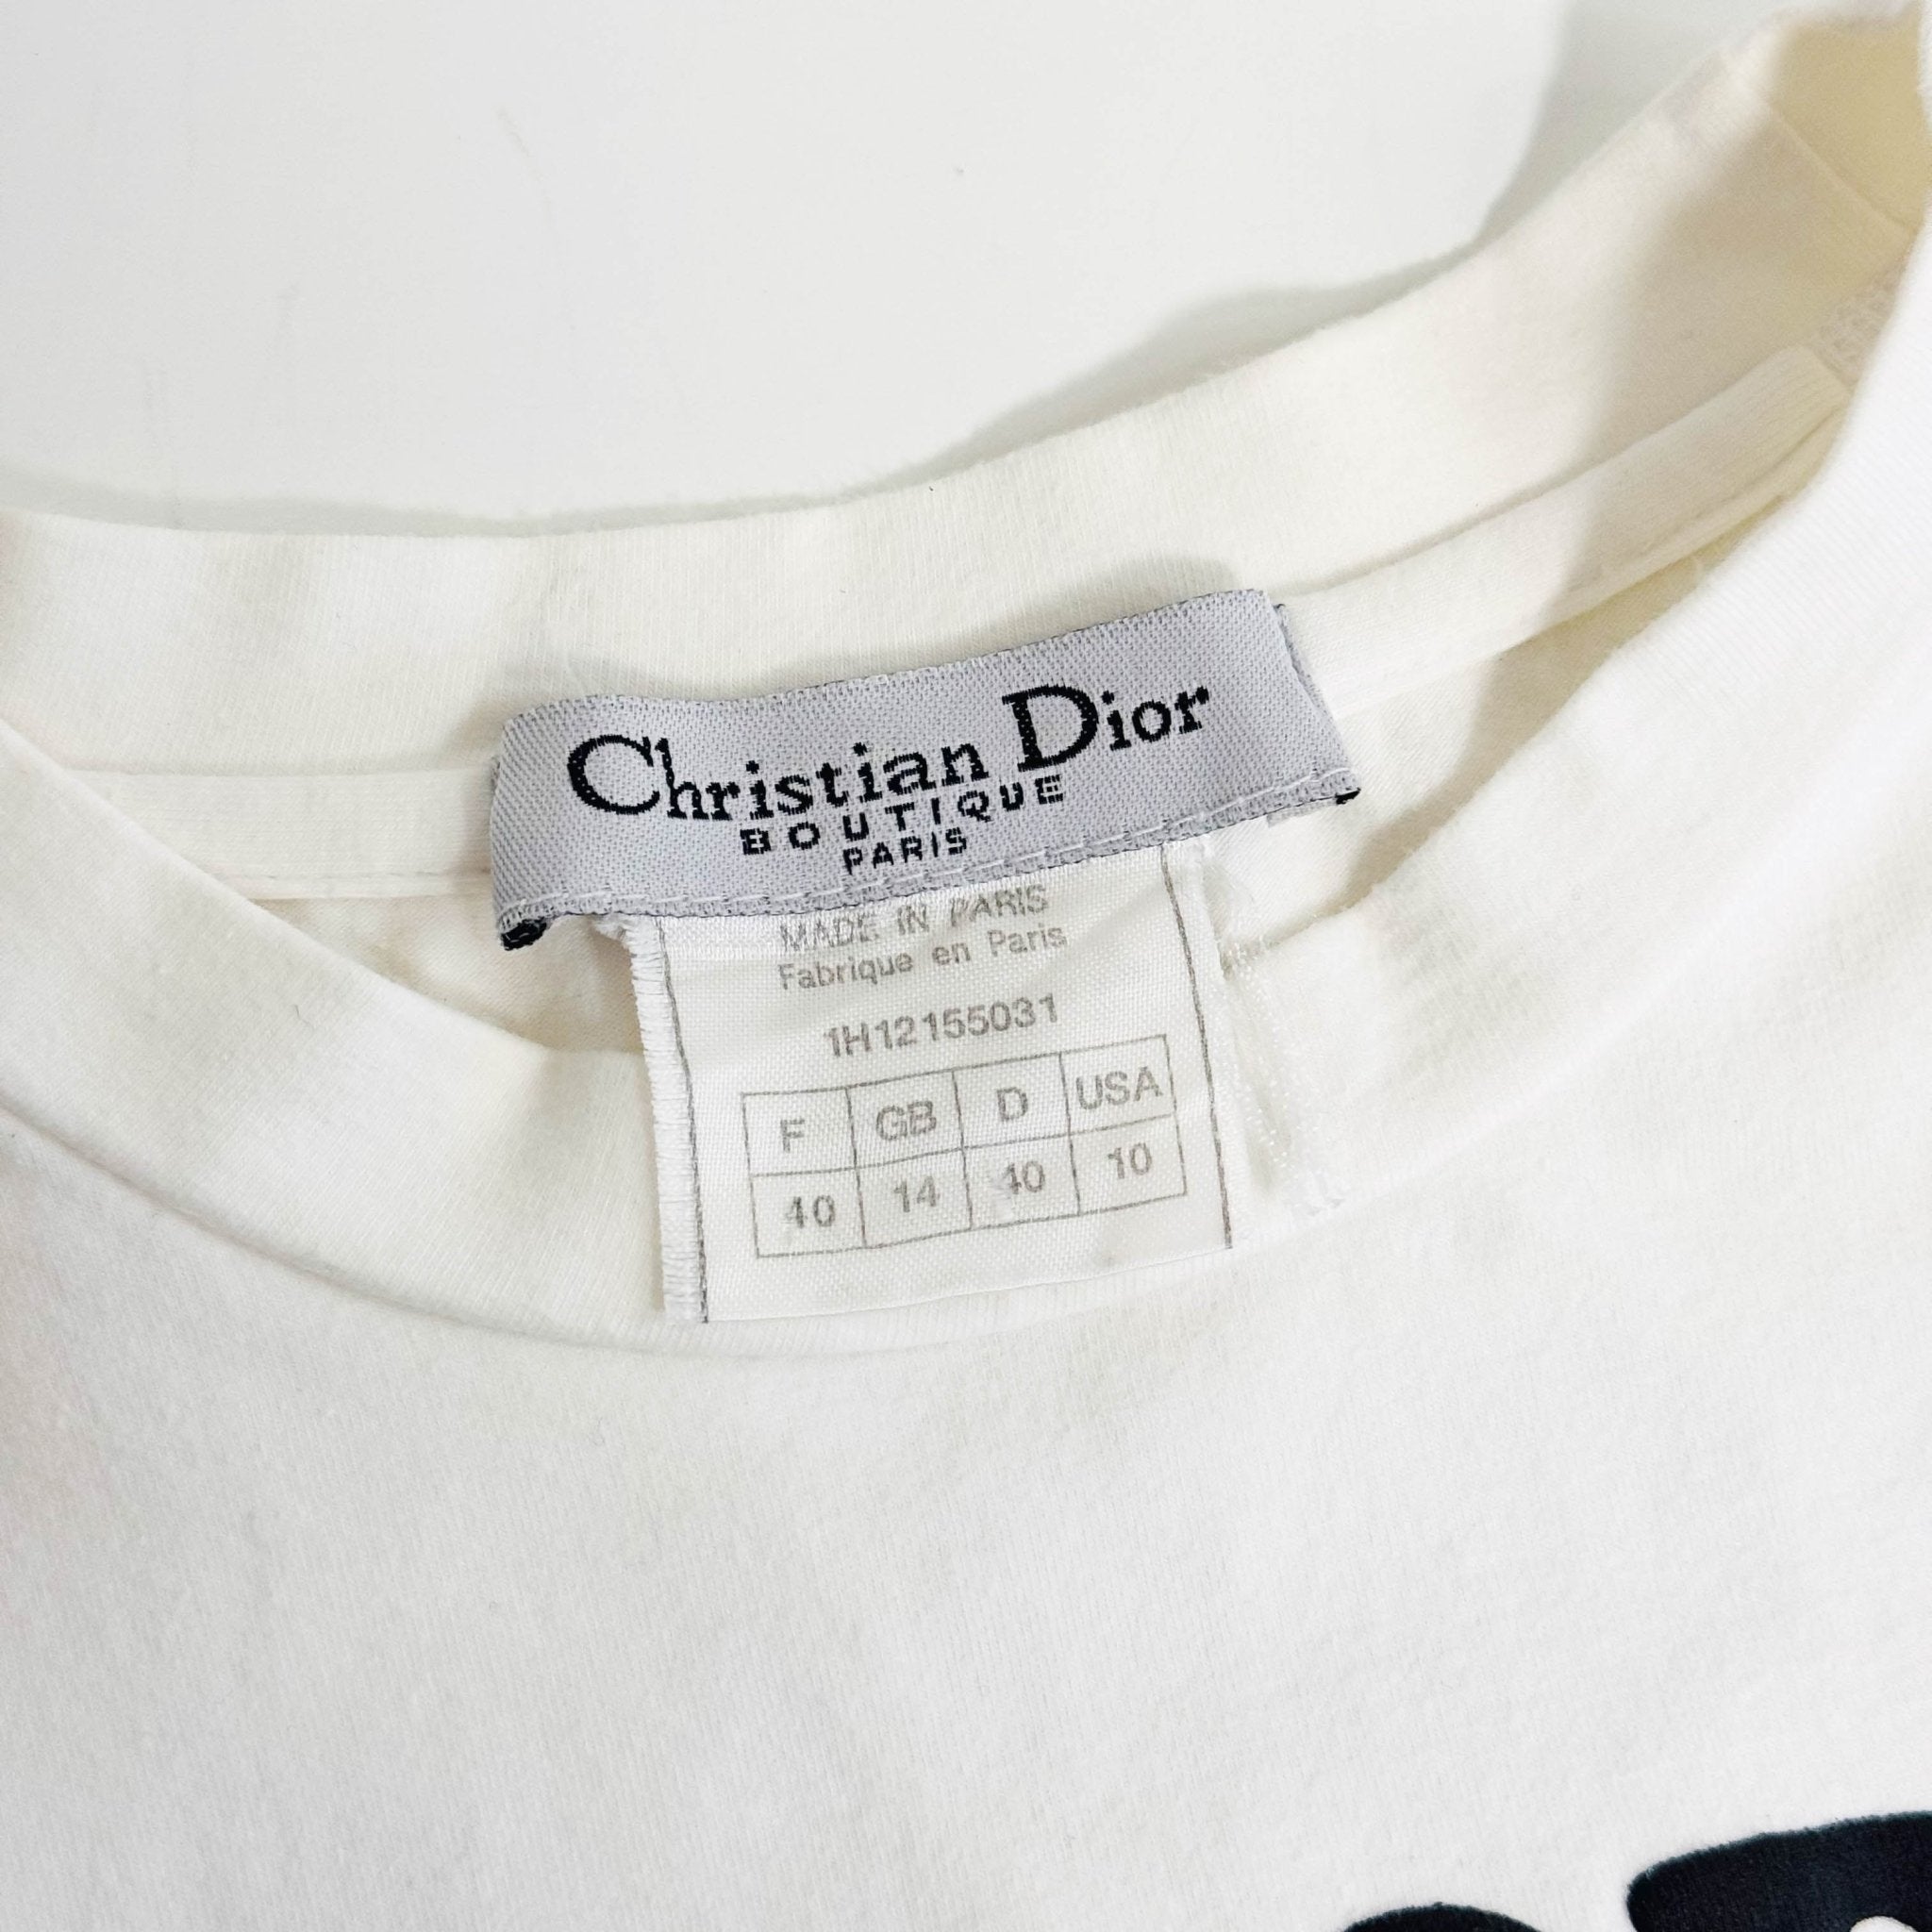 Christian Dior
BOUTIQUE
PARIS
MADE IN PARIS
Fabrique en Paris
1H12155031
F GB D USA
40 14 40 10